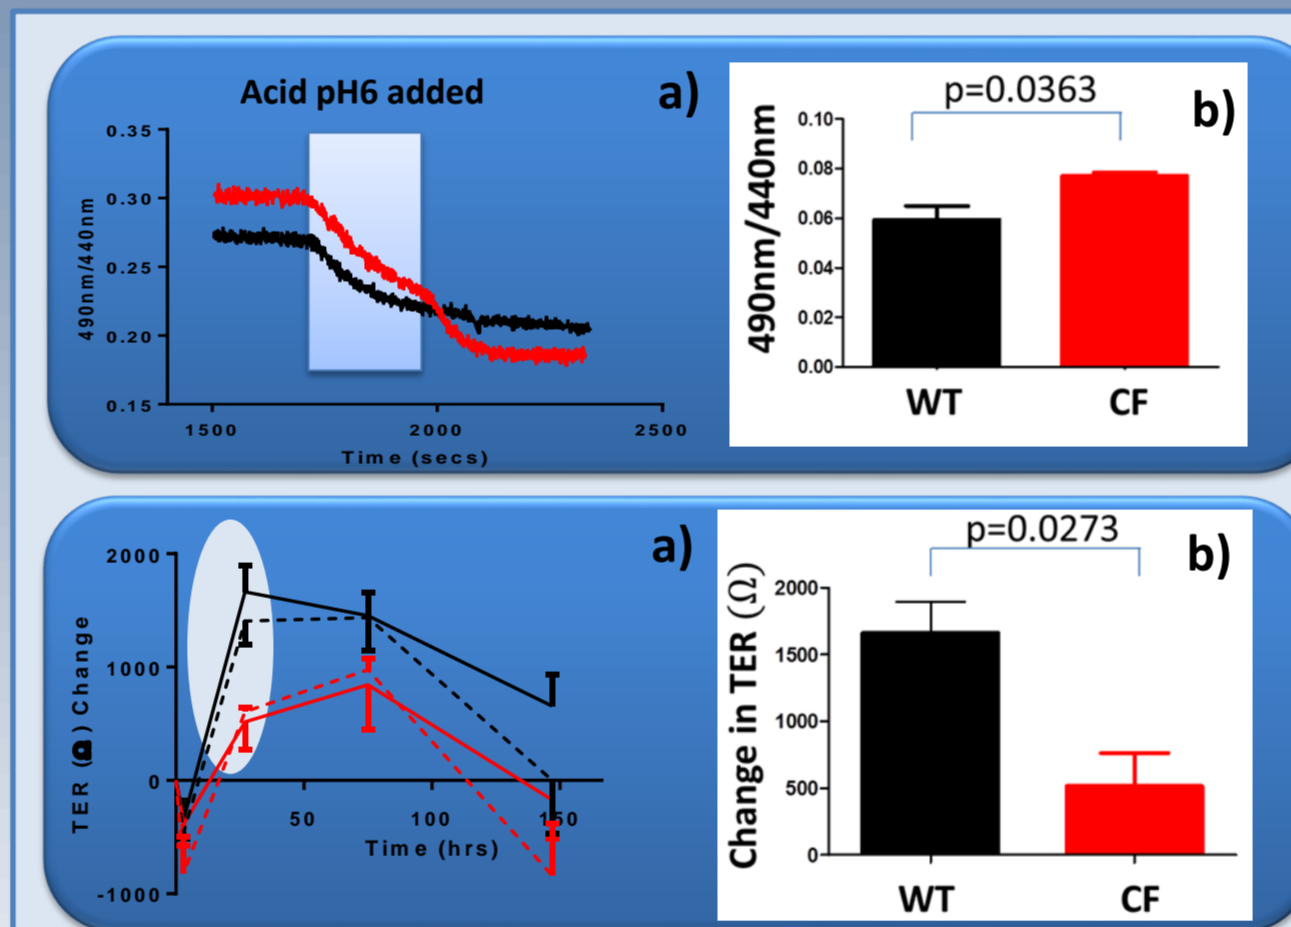 Acid pH6 added
a)
0.35
0.30
0.25
0.20
0.15
490nm/440nm
1500
2000
2500
Time (secs)
p=0.0363
b)
0.10
0.08
0.06
0.04
0.02
0.00
490nm/440nm
WT
CF
a)
2000
1000
0
-1000
TER (Ω) Change
50
100
150
Time (hrs)
p=0.0273
b)
2000
1500
1000
500
0
Change in TER (Ω)
WT
CF